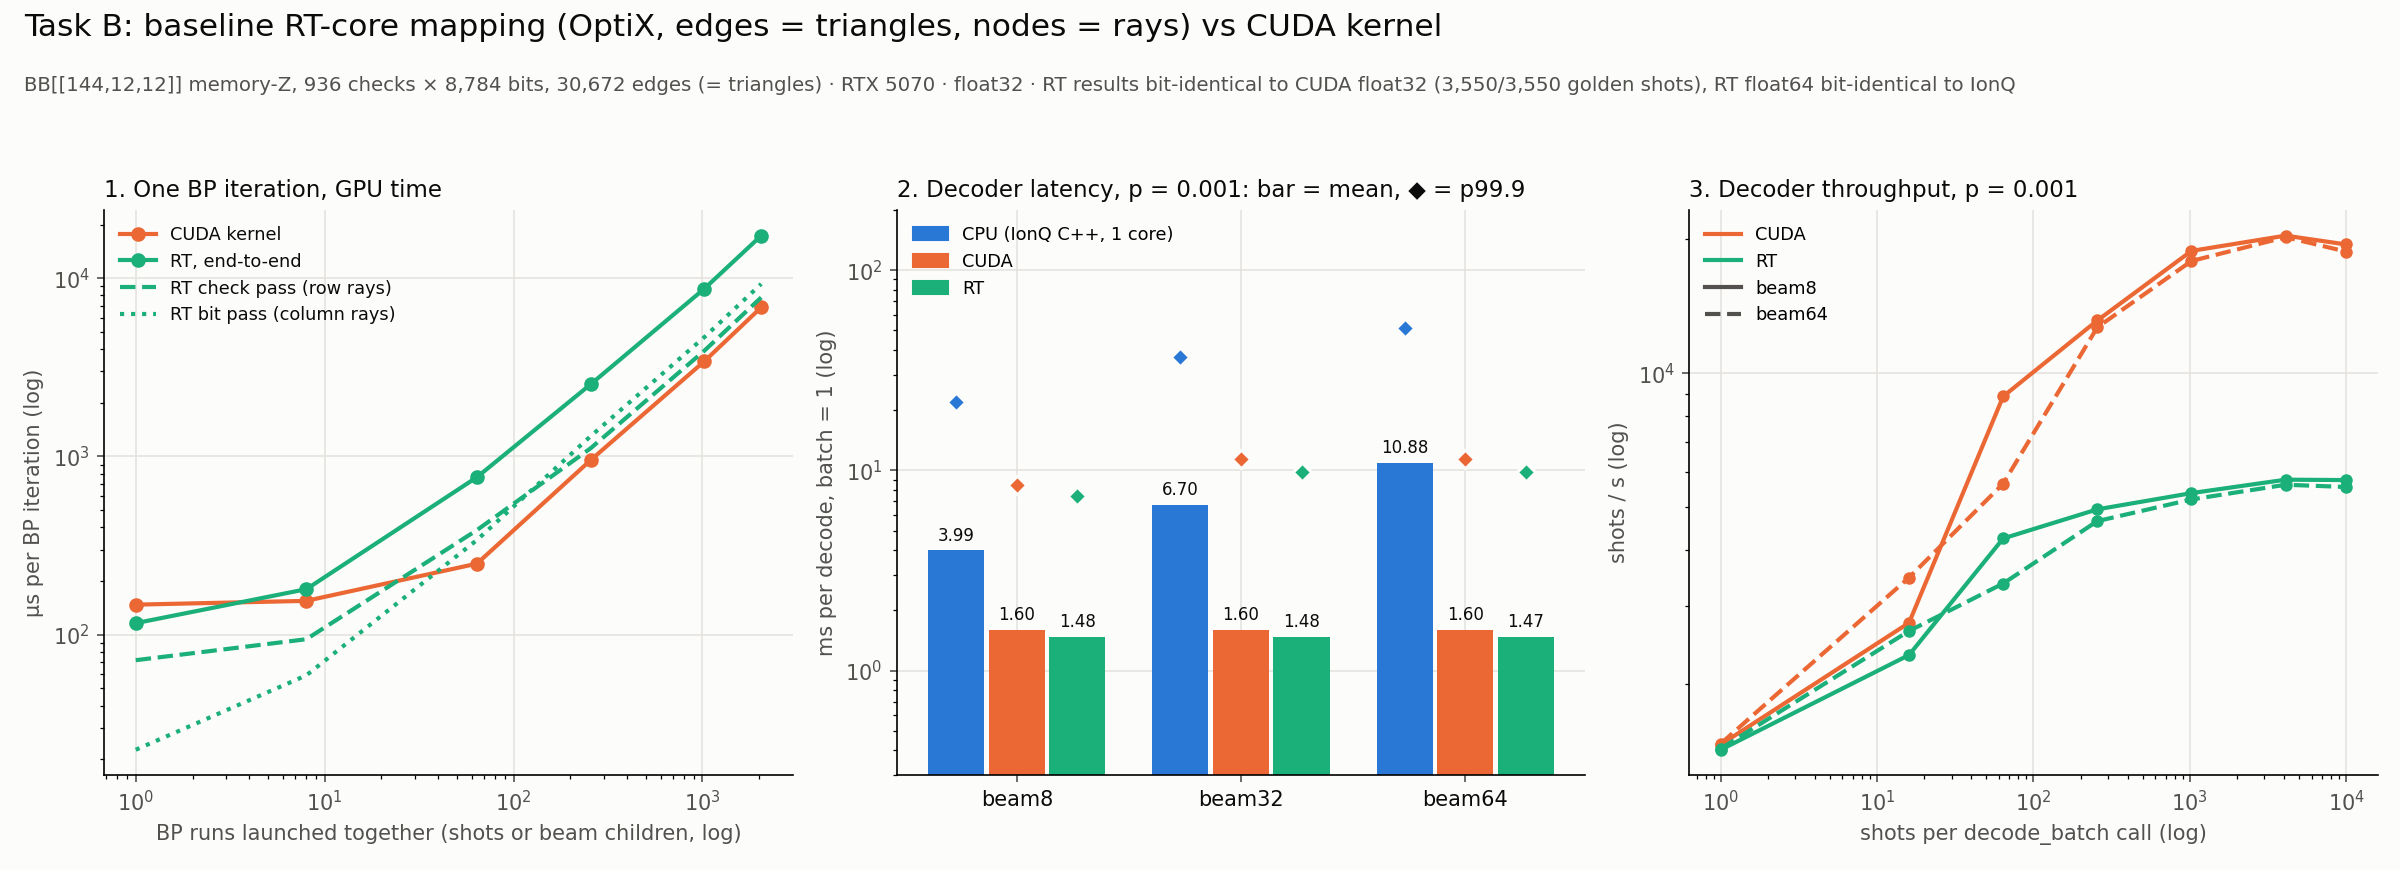 Task B: baseline RT-core mapping (OptiX, edges = triangles, nodes = rays) vs CUDA kernel
BB[[144,12,12]] memory-Z, 936 checks × 8,784 bits, 30,672 edges (= triangles) · RTX 5070 · float32 · RT results bit-identical to CUDA float32 (3,550/3,550 golden shots), RT float64 bit-identical to IonQ
1. One BP iteration, GPU time
CUDA kernel
RT, end-to-end
RT check pass (row rays)
RT bit pass (column rays)
µs per BP iteration (log)
10⁴
10³
10²
10⁰ 10¹ 10² 10³
BP runs launched together (shots or beam children, log)
2. Decoder latency, p = 0.001: bar = mean, ◆ = p99.9
CPU (IonQ C++, 1 core)
CUDA
RT
ms per decode, batch = 1 (log)
10²
10¹
10⁰
3.99 1.60 1.48
6.70 1.60 1.48
10.88 1.60 1.47
beam8 beam32 beam64
3. Decoder throughput, p = 0.001
CUDA
RT
beam8
beam64
shots / s (log)
10⁴
10⁰ 10¹ 10² 10³ 10⁴
shots per decode_batch call (log)